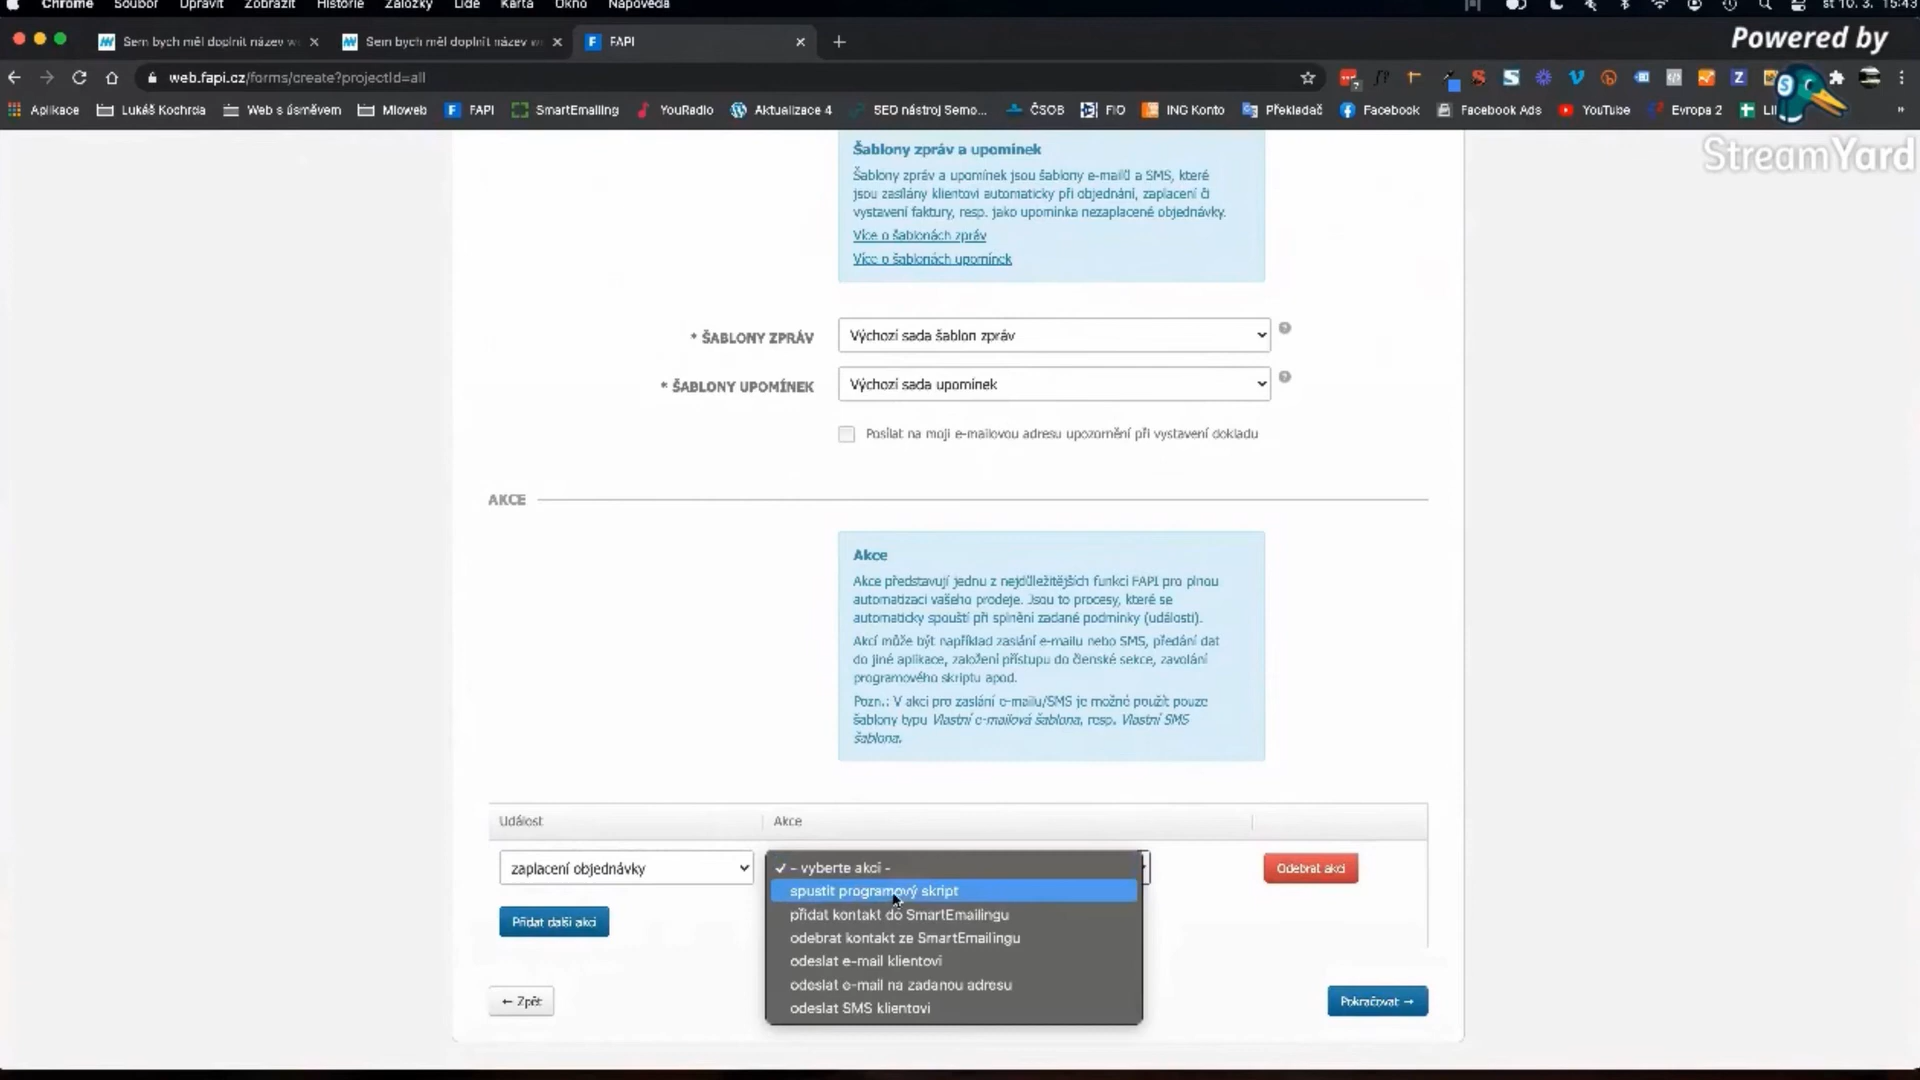 Chrome Soubor Upravit Zobrazit Historie Záložky Lidé Karta Okno Nápověda st 10. 3. 15:43
Sem bych měl doplnit název w Sem bych měl doplnit název w FAPI
Powered by
web.fapi.cz/forms/create?projectId=all
Aplikace Lukáš Kochrda Web s úsměvem Mioweb FAPI SmartEmailing YouRadio Aktualizace 4 SEO nástroj Semo... ČSOB FIO ING Konto Překladač Facebook Facebook Ads YouTube Evropa 2
StreamYard
Šablony zpráv a upomínek
Šablony zpráv a upomínek jsou šablony e-mailů a SMS, které
jsou zasílány klientovi automaticky při objednání, zaplacení či
vystavení faktury, resp. jako upomínka nezaplacené objednávky.
Více o šablonách zpráv
Více o šablonách upomínek
* ŠABLONY ZPRÁV Výchozí sada šablon zpráv
* ŠABLONY UPOMÍNEK Výchozí sada upomínek
Posílat na moji e-mailovou adresu upozornění při vystavení dokladu
AKCE
Akce
Akce představují jednu z nejdůležitějších funkcí FAPI pro plnou
automatizaci vašeho prodeje. Jsou to procesy, které se
automaticky spouští při splnění zadané podmínky (události).
Akcí může být například zaslání e-mailu nebo SMS, předání dat
do jiné aplikace, založení přístupu do členské sekce, zavolání
programového skriptu apod.
Pozn.: V akci pro zaslání e-mailu/SMS je možné použít pouze
šablony typu Vlastní e-mailová šablona, resp. Vlastní SMS
šablona.
Událost Akce
zaplacení objednávky - vyberte akci - Odebrat akci
spustit programový skript
přidat kontakt do SmartEmailingu
Přidat další akci
odebrat kontakt ze SmartEmailingu
odeslat e-mail klientovi
odeslat e-mail na zadanou adresu
← Zpět Pokračovat →
odeslat SMS klientovi